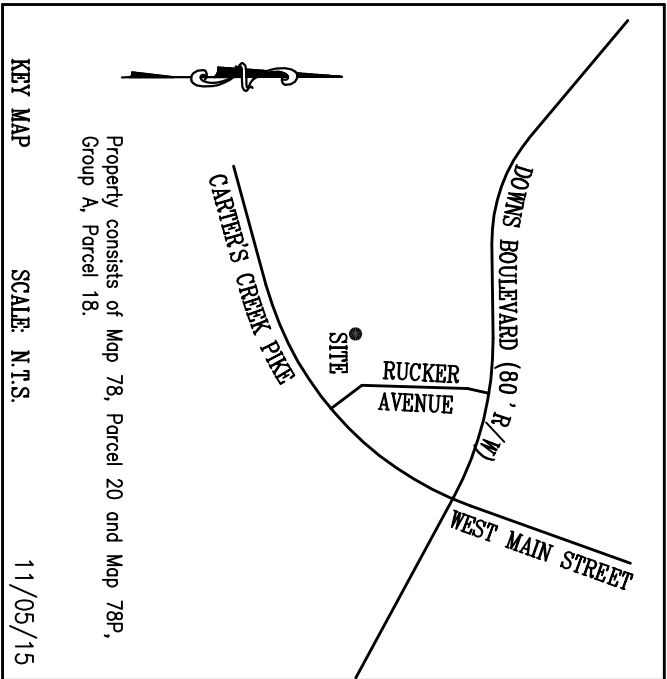 DOWNS BOULEVARD (80' R/W)
RUCKER
AVENUE
SITE
CARTER'S CREEK PIKE
WEST MAIN STREET
Property consists of Map 78, Parcel 20 and Map 78P,
Group A, Parcel 18.
KEY MAP SCALE: N.T.S. 11/05/15